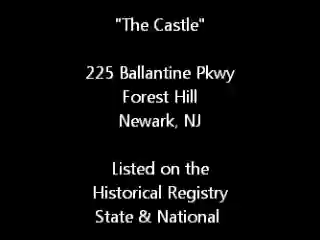 "The Castle"
225 Ballantine Pkwy
Forest Hill
Newark, NJ
Listed on the
Historical Registry
State & National